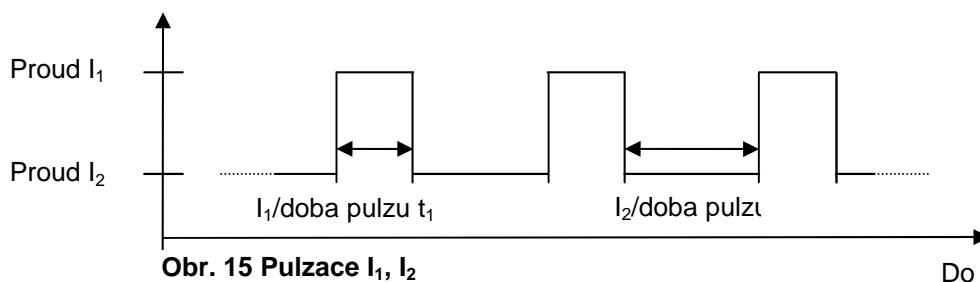 Proud I₁
Proud I₂
I₁/doba pulzu t₁
I₂/doba pulzu
Obr. 15 Pulzace I₁, I₂
Do